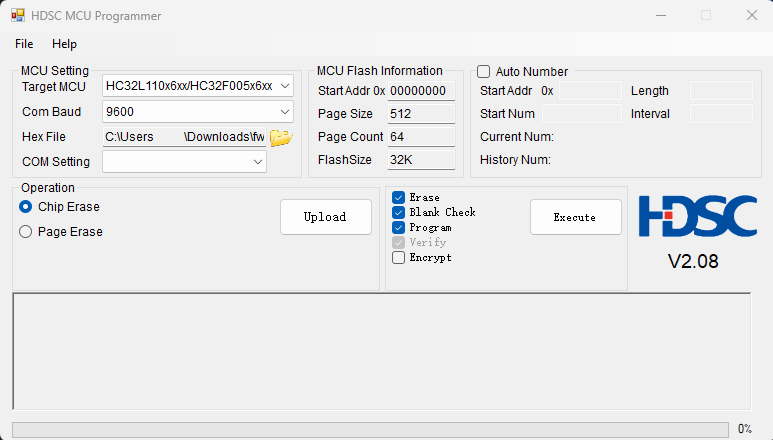 HDSC MCU Programmer
File Help
MCU Setting
Target MCU HC32L110x6xx/HC32F005x6xx
Com Baud 9600
Hex File C:\Users \Downloads\fw
COM Setting
MCU Flash Information
Start Addr 0x 00000000
Page Size 512
Page Count 64
FlashSize 32K
Auto Number
Start Addr 0x Length
Start Num Interval
Current Num:
History Num:
Operation
Chip Erase
Page Erase
Upload
Erase
Blank Check
Program
Verify
Encrypt
Execute
HDSC
V2.08
0%